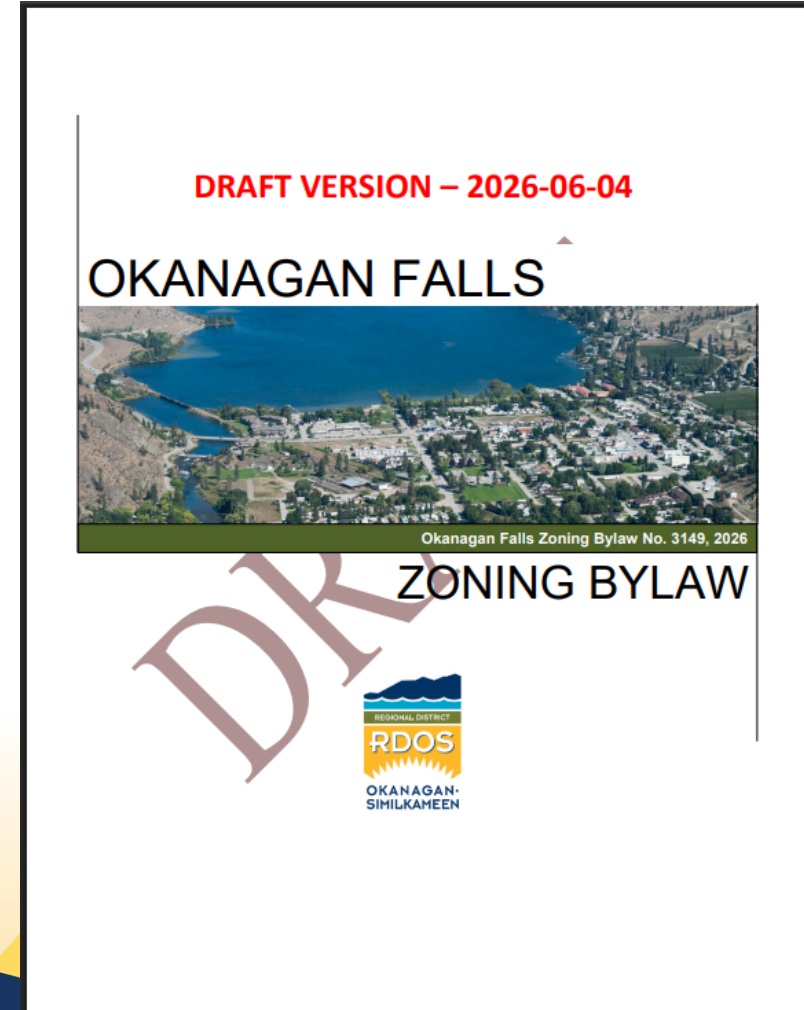 DRAFT VERSION – 2026-06-04
OKANAGAN FALLS
Okanagan Falls Zoning Bylaw No. 3149, 2026
ZONING BYLAW
DR
REGIONAL DISTRICT
RDOS
OKANAGAN-
SIMILKAMEEN